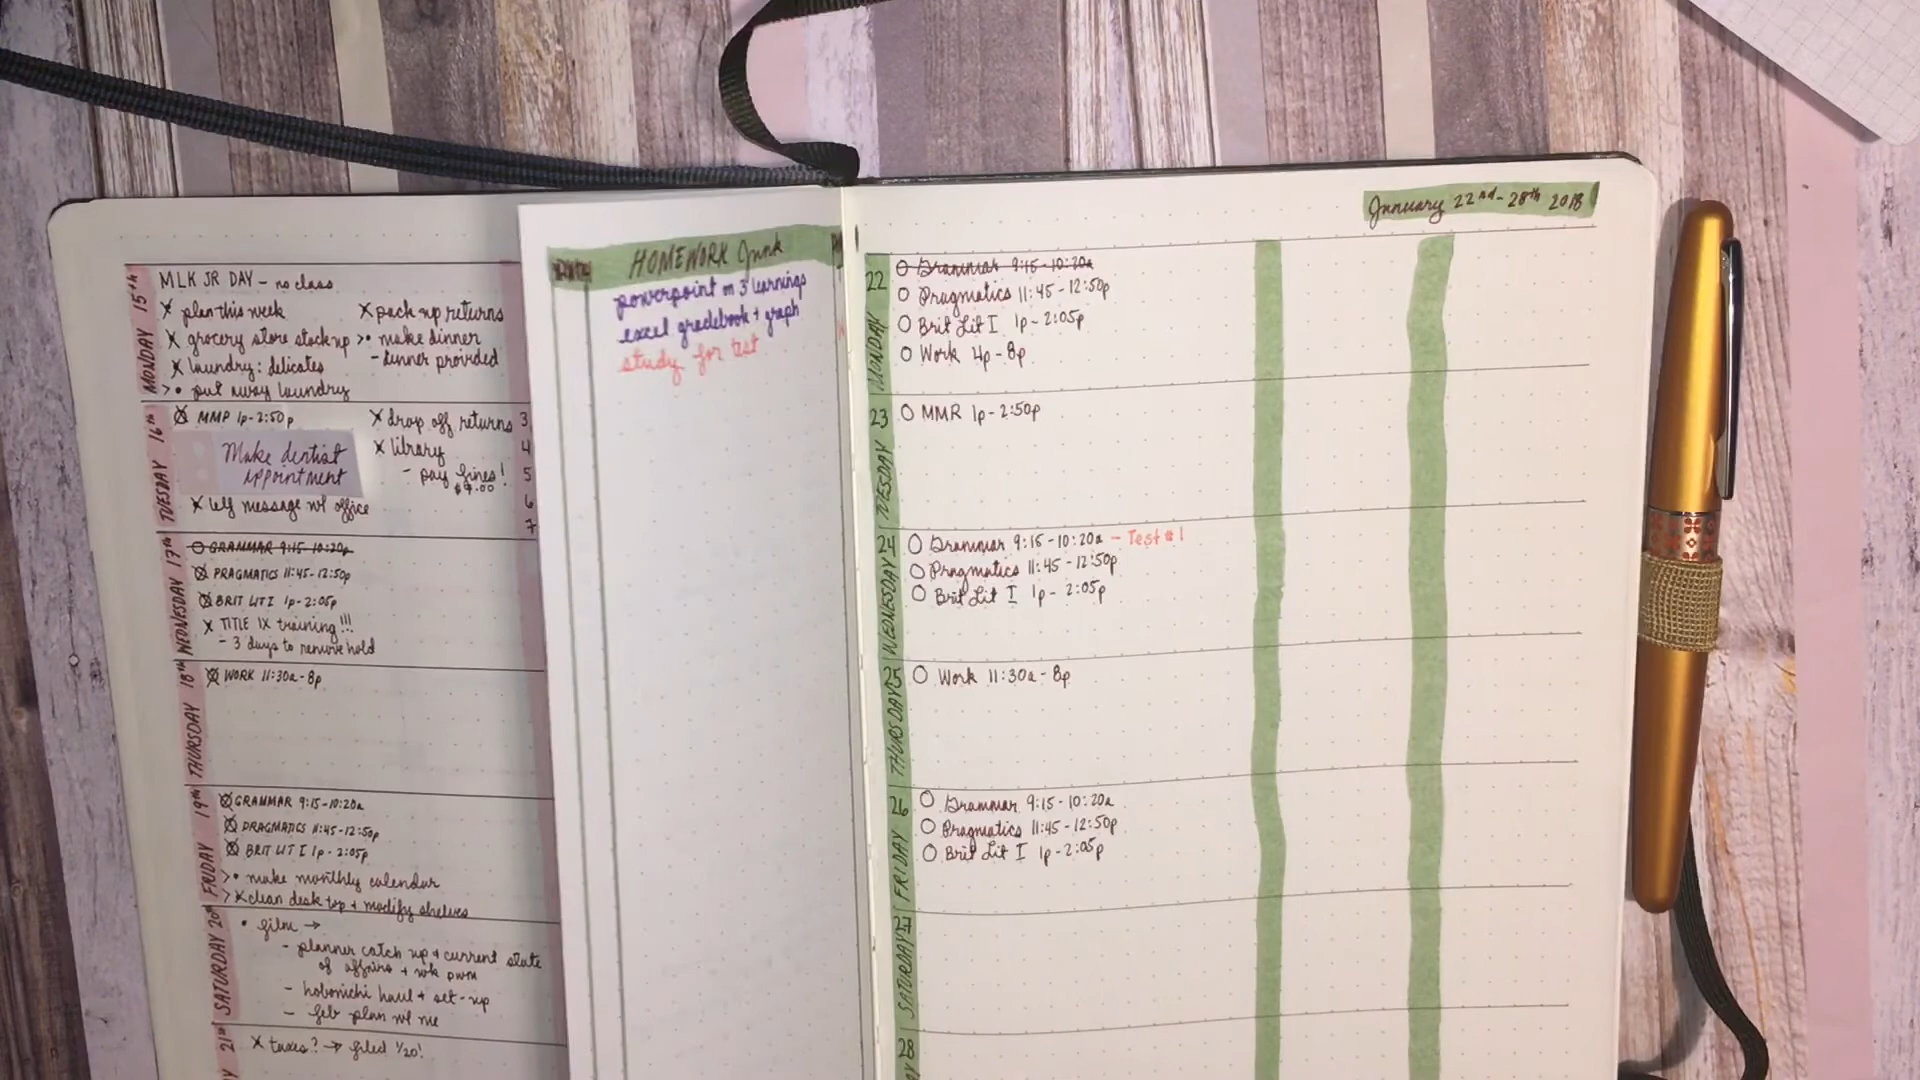 MONDAY 15th
MLK JR DAY - no class
X plan this week
X grocery store stock up
X laundry: delicates
>• put away laundry
X pack up returns
>• make dinner
- dinner provided
TUESDAY 16th
MMP 1p-2:50p
Make dentist
appointment
X left message w/ office
X drop off returns
X library
- pay fines!
3
4
5
6
7
WEDNESDAY 17th
GRAMMAR 9:15-10:20a
PRAGMATICS 11:45-12:50p
BRIT LIT I 1p-2:05p
X TITLE IX training!!!
- 3 days to remove hold
THURSDAY 18th
WORK 11:30a-8p
FRIDAY 19th
GRAMMAR 9:15-10:20a
PRAGMATICS 11:45-12:50p
BRIT LIT I 1p-2:05p
>• make monthly calendar
>X clean desk top + modify shelves
SATURDAY 20th
• film →
- planner catch up + current state
of affairs + wk pwm
- hobonichi haul + set-up
- feb plan w/ me
21st
X taxes? → filed 1/20!
HOMEWORK Junk
powerpoint on 3 learnings
excel gradebook + graph
study for test
January 22nd-28th 2018
MONDAY 22
Grammar 9:15-10:20a
Pragmatics 11:45-12:50p
Brit Lit I 1p-2:05p
Work 4p-8p
TUESDAY 23
MMR 1p-2:50p
WEDNESDAY 24
Grammar 9:15-10:20a - Test #1
Pragmatics 11:45-12:50p
Brit Lit I 1p-2:05p
THURSDAY 25
Work 11:30a-8p
FRIDAY 26
Grammar 9:15-10:20a
Pragmatics 11:45-12:50p
Brit Lit I 1p-2:05p
SATURDAY 27
28